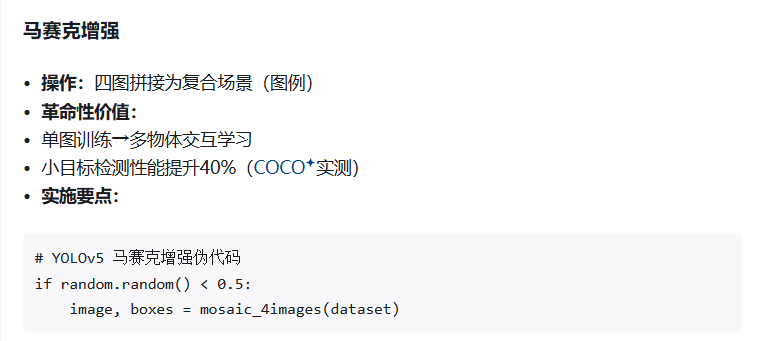 马赛克增强
• 操作：四图拼接为复合场景（图例）
• 革命性价值：
• 单图训练→多物体交互学习
• 小目标检测性能提升40%（COCO✦实测）
• 实施要点：
# YOLOv5 马赛克增强伪代码
if random.random() < 0.5:
    image, boxes = mosaic_4images(dataset)